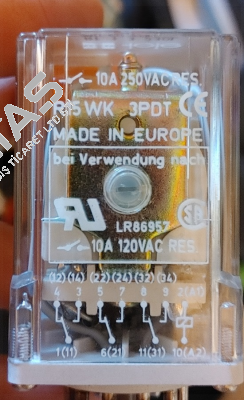 10A 250VAC RES
R15 WK 3PDT CE
MADE IN EUROPE
bei Verwendung nach
LR86957
10A 120VAC RES
(12) (14) (22) (24) (32) (34)
4 3 5 7 8 9 2(A1)
1(11) 6(21) 11(31) 10(A2)